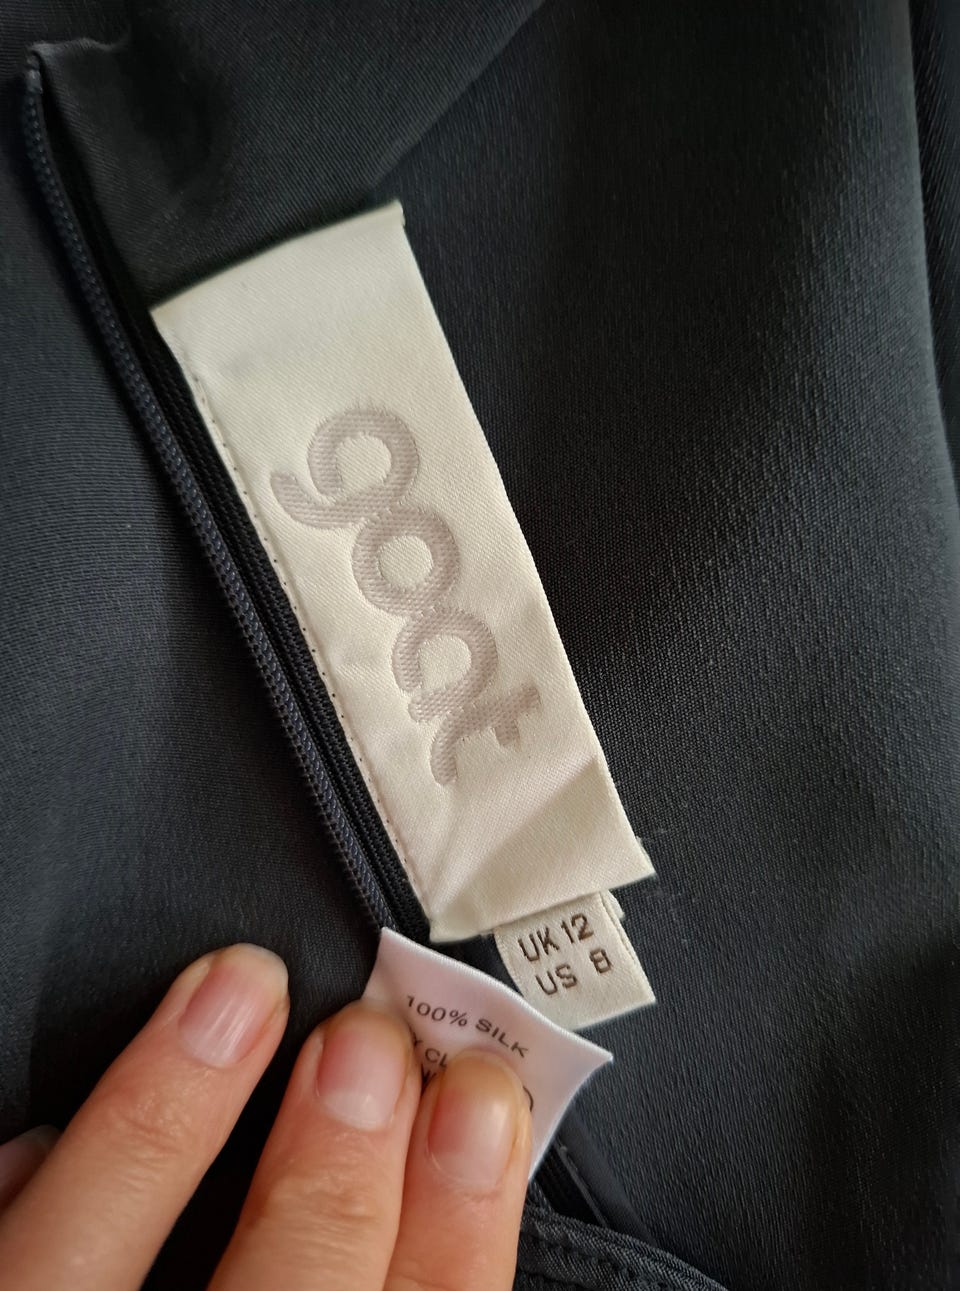 goat
UK 12
US 8
100% SILK